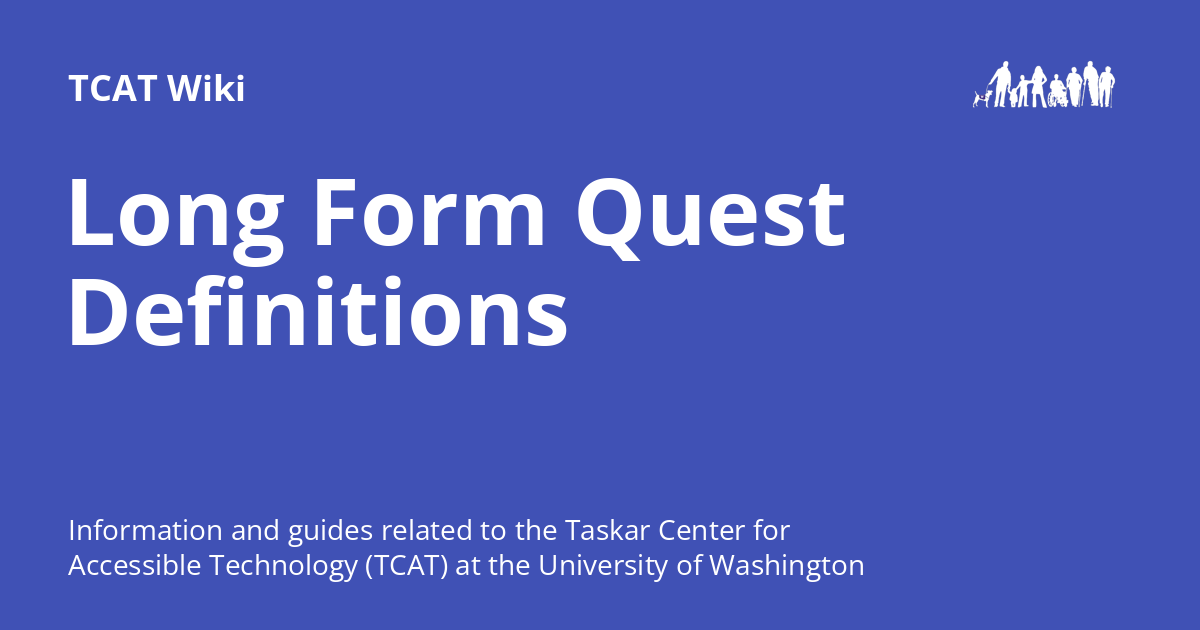 TCAT Wiki
Long Form Quest
Definitions
Information and guides related to the Taskar Center for
Accessible Technology (TCAT) at the University of Washington